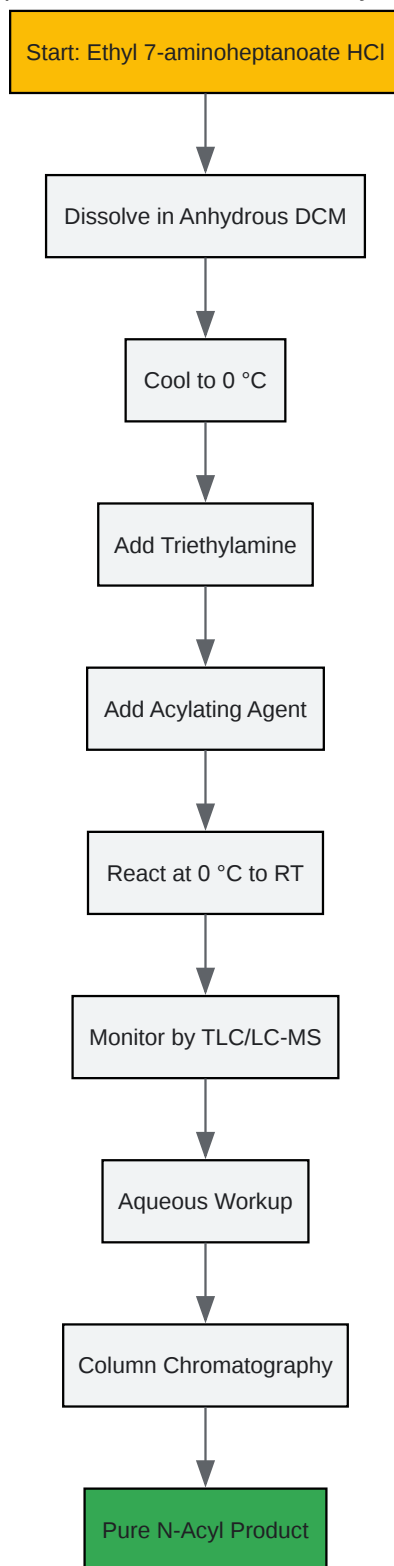 Start: Ethyl 7-aminoheptanoate HCl
Dissolve in Anhydrous DCM
Cool to 0 °C
Add Triethylamine
Add Acylating Agent
React at 0 °C to RT
Monitor by TLC/LC-MS
Aqueous Workup
Column Chromatography
Pure N-Acyl Product